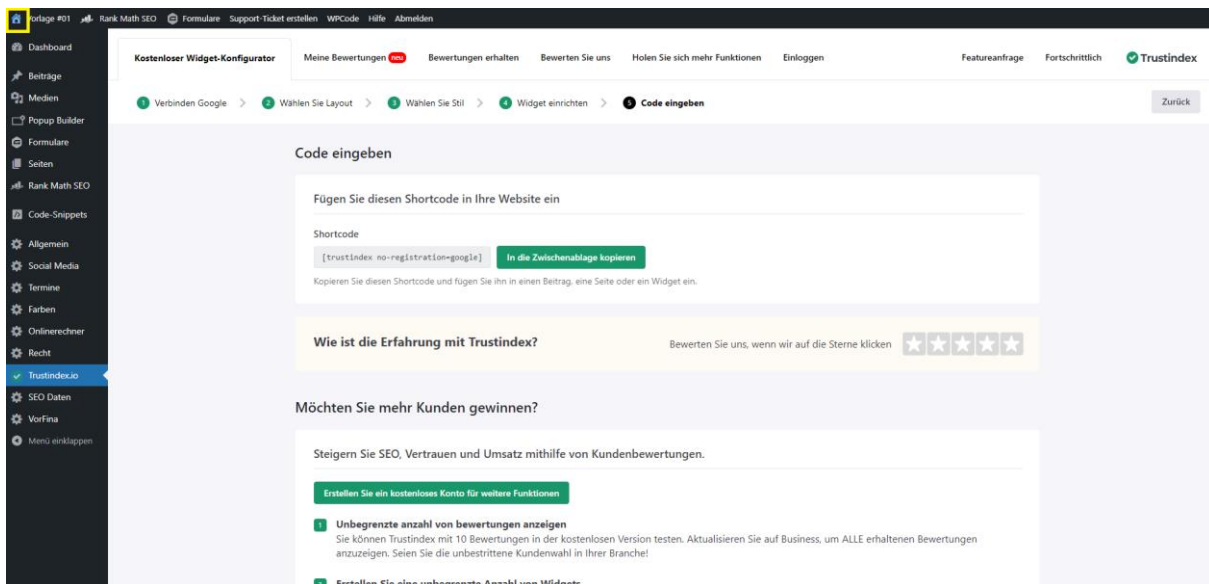 Vorlage #01 Rank Math SEO Formulare Support-Ticket erstellen WPCode Hilfe Abmelden
Dashboard
Beiträge
Medien
Popup Builder
Formulare
Seiten
Rank Math SEO
Code-Snippets
Allgemein
Social Media
Termine
Farben
Onlinerechner
Recht
Trustindex.io
SEO Daten
VorFina
Menü einklappen
Kostenloser Widget-Konfigurator Meine Bewertungen neu Bewertungen erhalten Bewerten Sie uns Holen Sie sich mehr Funktionen Einloggen Featureanfrage Fortschrittlich Trustindex
1 Verbinden Google > 2 Wählen Sie Layout > 3 Wählen Sie Stil > 4 Widget einrichten > 5 Code eingeben Zurück
Code eingeben
Fügen Sie diesen Shortcode in Ihre Website ein
Shortcode
[trustindex no-registration=google] In die Zwischenablage kopieren
Kopieren Sie diesen Shortcode und fügen Sie ihn in einen Beitrag. eine Seite oder ein Widget ein.
Wie ist die Erfahrung mit Trustindex? Bewerten Sie uns, wenn wir auf die Sterne klicken
Möchten Sie mehr Kunden gewinnen?
Steigern Sie SEO, Vertrauen und Umsatz mithilfe von Kundenbewertungen.
Erstellen Sie ein kostenloses Konto für weitere Funktionen
1 Unbegrenzte anzahl von bewertungen anzeigen
Sie können Trustindex mit 10 Bewertungen in der kostenlosen Version testen. Aktualisieren Sie auf Business, um ALLE erhaltenen Bewertungen
anzuzeigen. Seien Sie die unbestrittene Kundenwahl in Ihrer Branche!
Erstellen Sie eine unbegrenzte Anzahl von Widgets